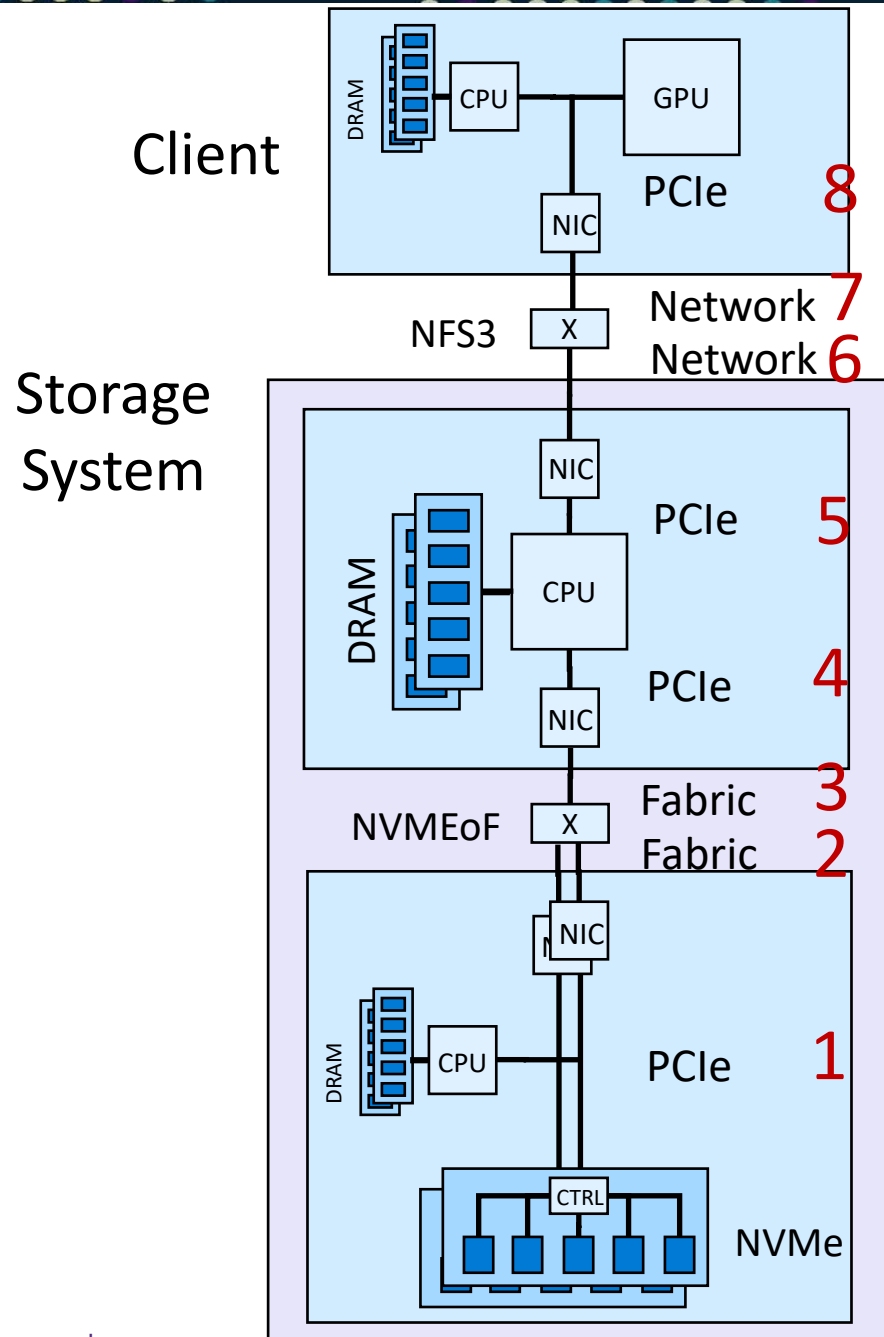 DRAM
CPU
GPU
Client
PCIe
8
NIC
Network
7
NFS3
X
Network
6
Storage
System
NIC
PCIe
5
DRAM
CPU
PCIe
4
NIC
Fabric
3
NVMEoF
X
Fabric
2
NIC
DRAM
CPU
PCIe
1
CTRL
NVMe